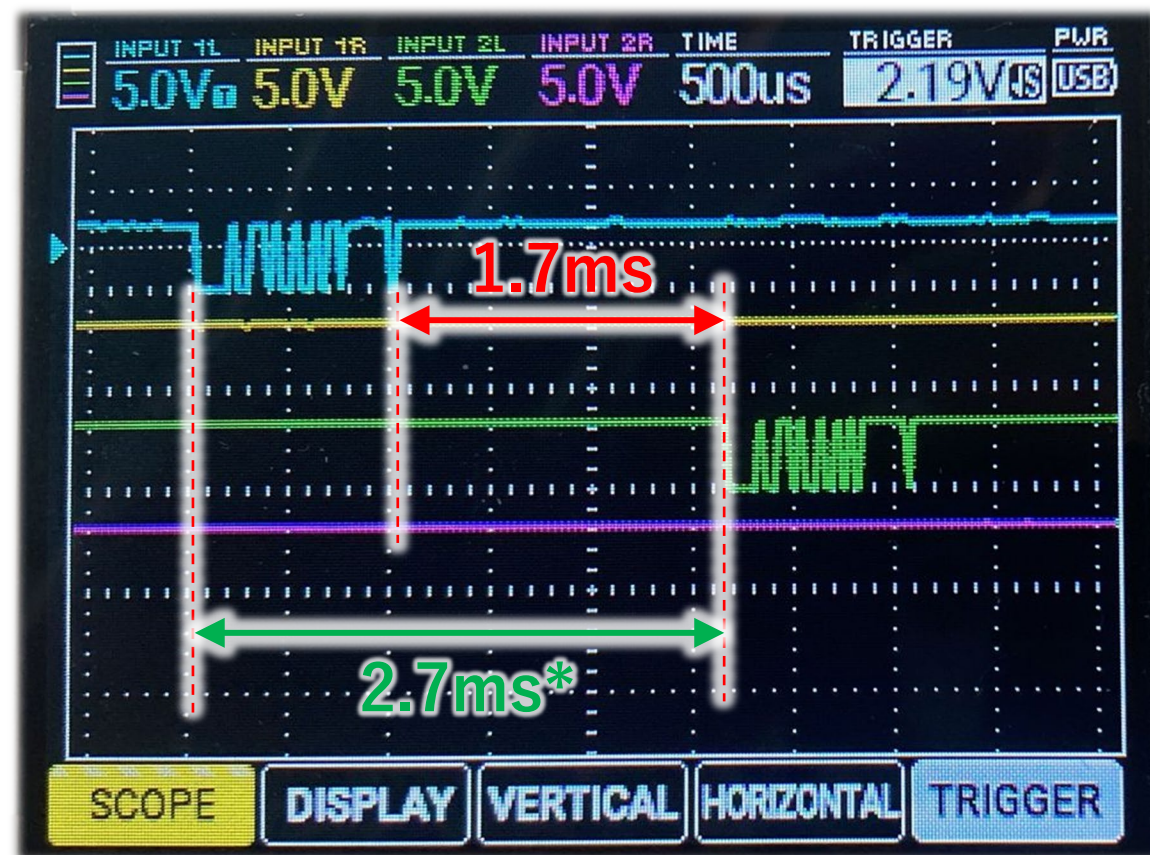 INPUT 1L INPUT 1R INPUT 2L INPUT 2R TIME TRIGGER PWR
5.0V T 5.0V 5.0V 5.0V 500us 2.19V JS USB
1.7ms
2.7ms*
SCOPE DISPLAY VERTICAL HORIZONTAL TRIGGER